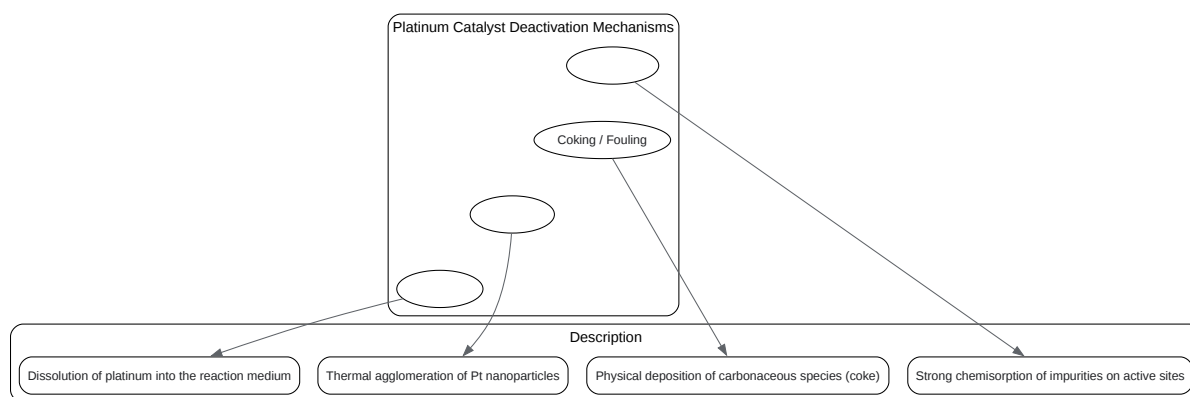 Platinum Catalyst Deactivation Mechanisms
Coking / Fouling
Description
Dissolution of platinum into the reaction medium
Thermal agglomeration of Pt nanoparticles
Physical deposition of carbonaceous species (coke)
Strong chemisorption of impurities on active sites